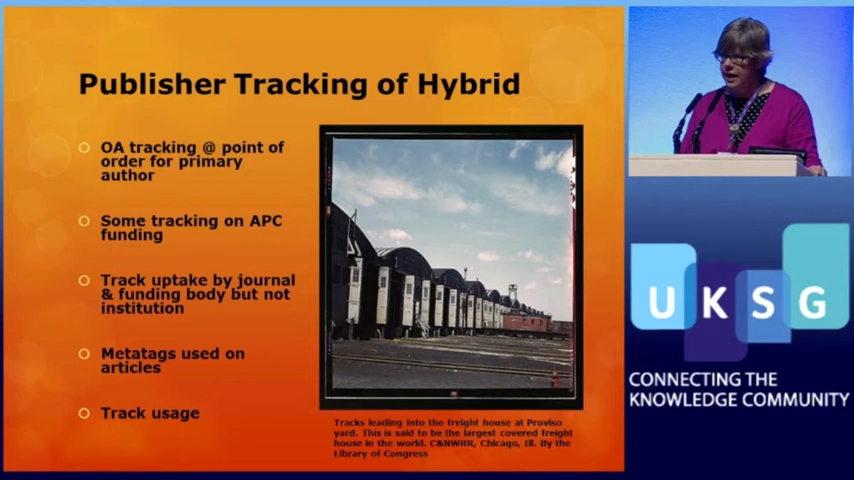 Publisher Tracking of Hybrid
OA tracking @ point of
order for primary
author
Some tracking on APC
funding
Track uptake by journal
& funding body but not
institution
Metatags used on
articles
Track usage
Tracks leading into the freight house at Proviso
yard. This is said to be the largest covered freight
house in the world. C&NWRR, Chicago, Ill. By the
Library of Congress
UKSG
CONNECTING THE
KNOWLEDGE COMMUNITY